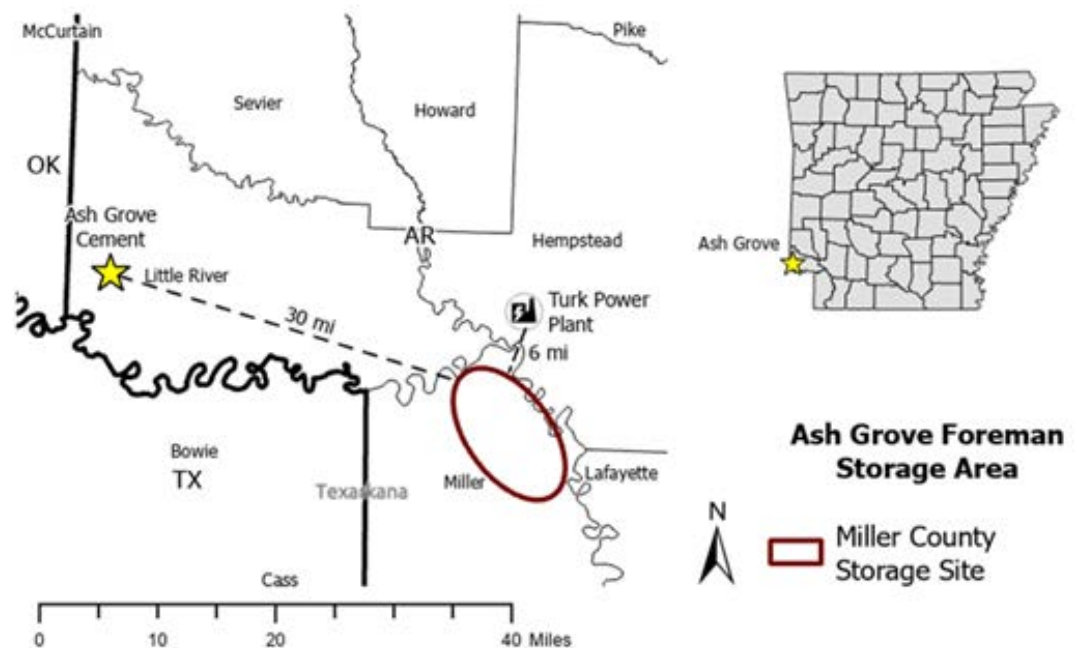 McCurtain
Pike
Sevier
Howard
OK
Ash Grove
Cement
AR
Hempstead
Little River
30 mi
Turk Power
Plant
6 mi
Bowie
TX
Texarkana
Miller
Lafayette
Cass
0 10 20 30 40 Miles
Ash Grove
Ash Grove Foreman
Storage Area
N
Miller County
Storage Site